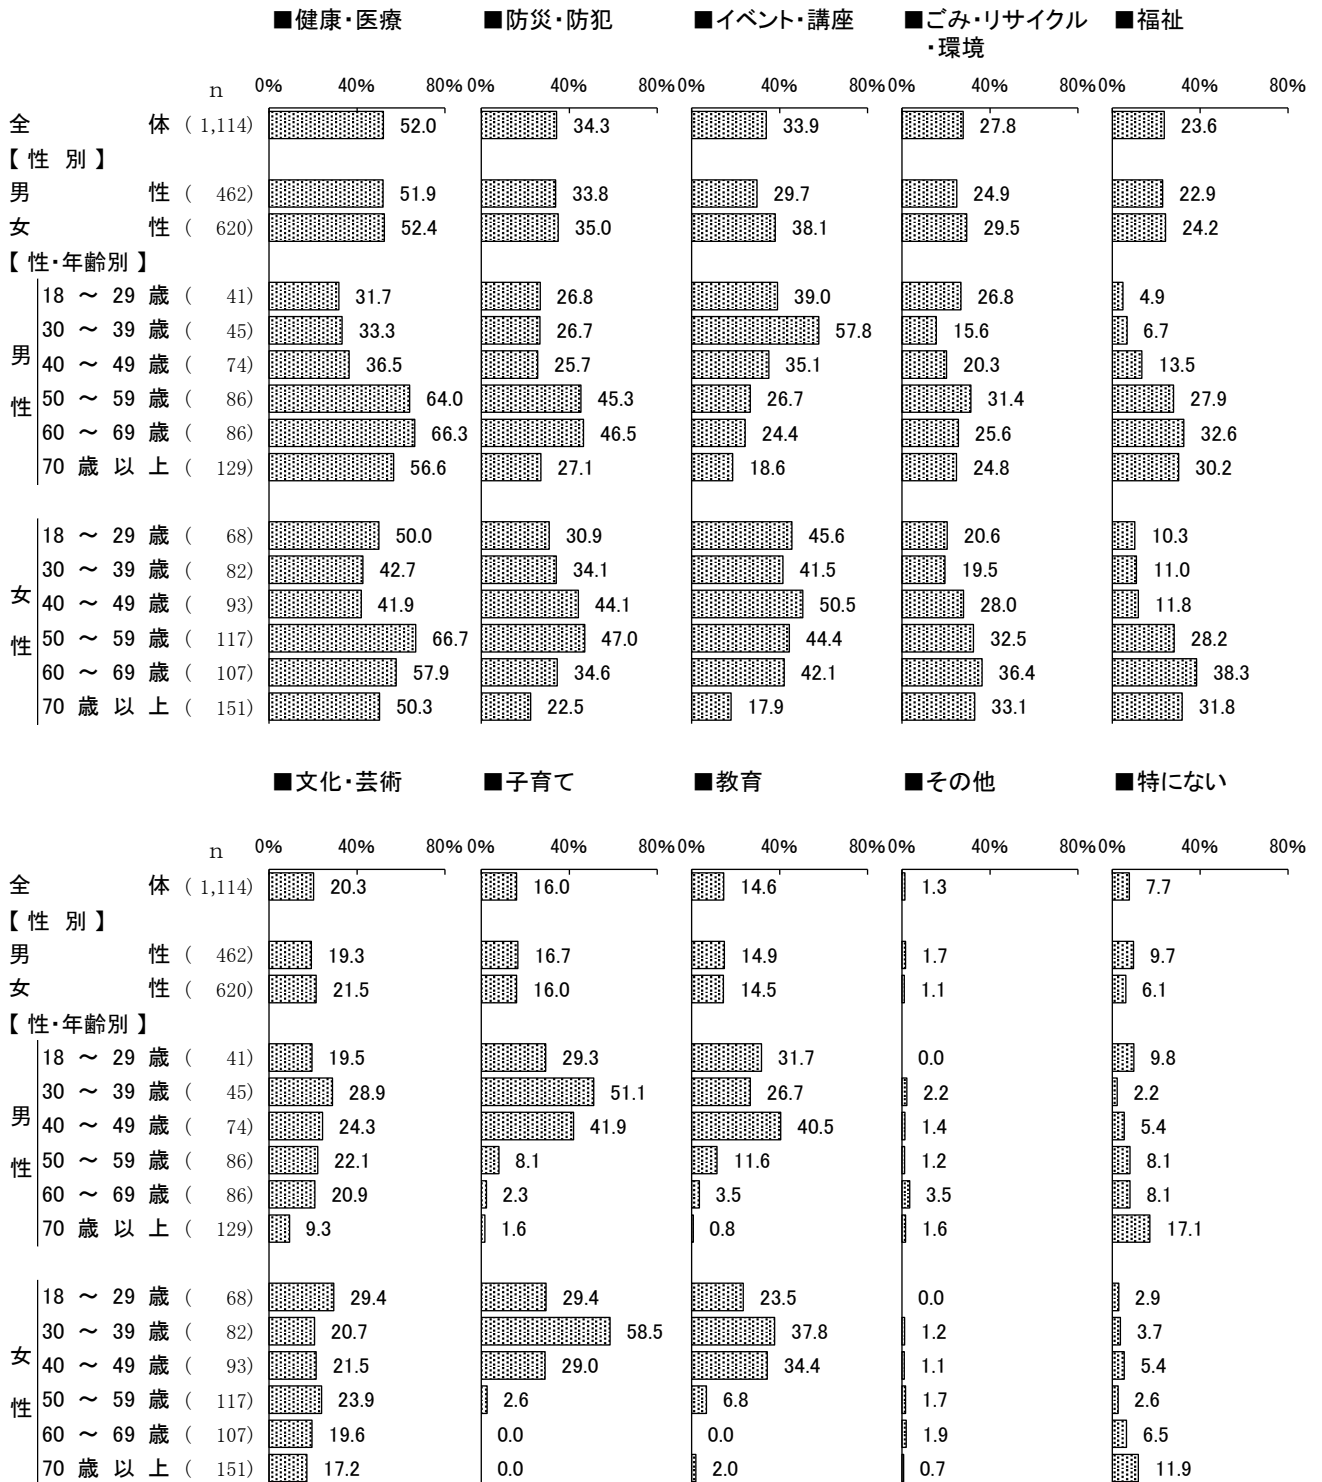 ■健康・医療 ■防災・防犯 ■イベント・講座 ■ごみ・リサイクル ■福祉
・環境
n 0% 40% 80% 0% 40% 80% 0% 40% 80% 0% 40% 80% 0% 40% 80%
全体 ( 1,114) 52.0 34.3 33.9 27.8 23.6
【 性 別 】
男性 ( 462) 51.9 33.8 29.7 24.9 22.9
女性 ( 620) 52.4 35.0 38.1 29.5 24.2
【 性・年齢別 】
男性
18 ～ 29 歳 ( 41) 31.7 26.8 39.0 26.8 4.9
30 ～ 39 歳 ( 45) 33.3 26.7 57.8 15.6 6.7
40 ～ 49 歳 ( 74) 36.5 25.7 35.1 20.3 13.5
50 ～ 59 歳 ( 86) 64.0 45.3 26.7 31.4 27.9
60 ～ 69 歳 ( 86) 66.3 46.5 24.4 25.6 32.6
70 歳 以 上 ( 129) 56.6 27.1 18.6 24.8 30.2
女性
18 ～ 29 歳 ( 68) 50.0 30.9 45.6 20.6 10.3
30 ～ 39 歳 ( 82) 42.7 34.1 41.5 19.5 11.0
40 ～ 49 歳 ( 93) 41.9 44.1 50.5 28.0 11.8
50 ～ 59 歳 ( 117) 66.7 47.0 44.4 32.5 28.2
60 ～ 69 歳 ( 107) 57.9 34.6 42.1 36.4 38.3
70 歳 以 上 ( 151) 50.3 22.5 17.9 33.1 31.8
■文化・芸術 ■子育て ■教育 ■その他 ■特にない
n 0% 40% 80% 0% 40% 80% 0% 40% 80% 0% 40% 80% 0% 40% 80%
全体 ( 1,114) 20.3 16.0 14.6 1.3 7.7
【 性 別 】
男性 ( 462) 19.3 16.7 14.9 1.7 9.7
女性 ( 620) 21.5 16.0 14.5 1.1 6.1
【 性・年齢別 】
男性
18 ～ 29 歳 ( 41) 19.5 29.3 31.7 0.0 9.8
30 ～ 39 歳 ( 45) 28.9 51.1 26.7 2.2 2.2
40 ～ 49 歳 ( 74) 24.3 41.9 40.5 1.4 5.4
50 ～ 59 歳 ( 86) 22.1 8.1 11.6 1.2 8.1
60 ～ 69 歳 ( 86) 20.9 2.3 3.5 3.5 8.1
70 歳 以 上 ( 129) 9.3 1.6 0.8 1.6 17.1
女性
18 ～ 29 歳 ( 68) 29.4 29.4 23.5 0.0 2.9
30 ～ 39 歳 ( 82) 20.7 58.5 37.8 1.2 3.7
40 ～ 49 歳 ( 93) 21.5 29.0 34.4 1.1 5.4
50 ～ 59 歳 ( 117) 23.9 2.6 6.8 1.7 2.6
60 ～ 69 歳 ( 107) 19.6 0.0 0.0 1.9 6.5
70 歳 以 上 ( 151) 17.2 0.0 2.0 0.7 11.9